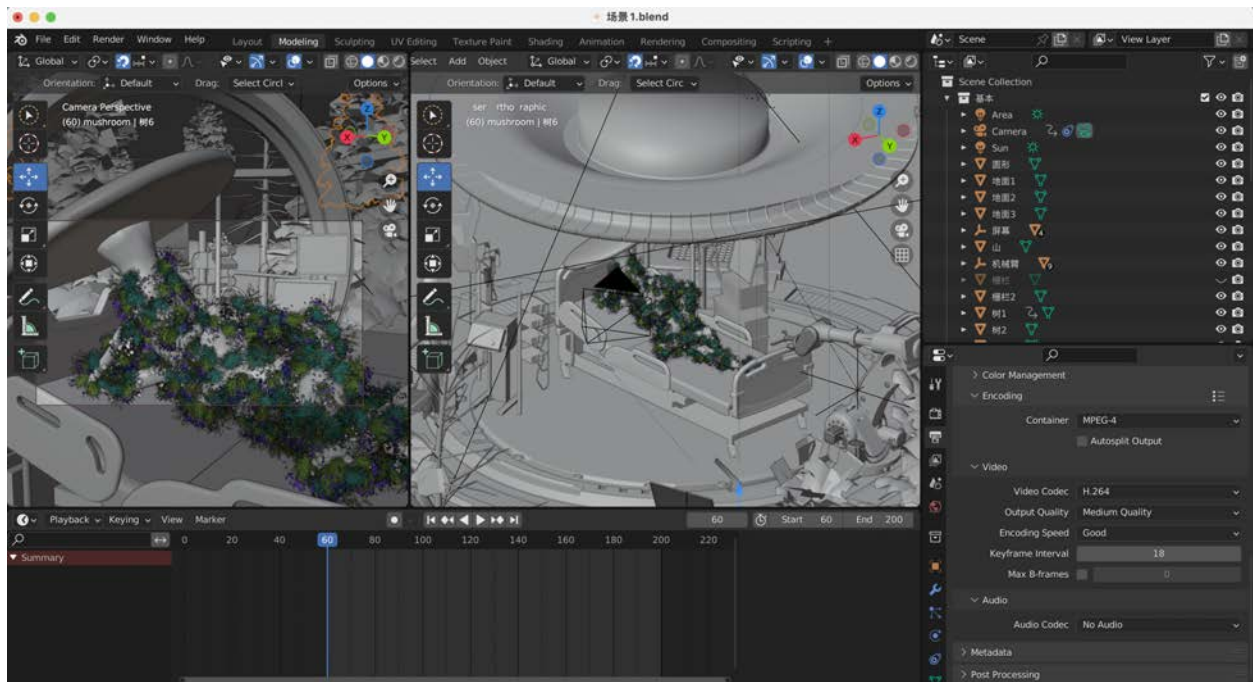 场景1.blend
File Edit Render Window Help Layout Modeling Sculpting UV Editing Texture Paint Shading Animation Rendering Compositing Scripting + Scene View Layer
Global Select Add Object Global
Orientation: Default Drag: Select Circl Options Orientation: Default Drag: Select Circ Options
Camera Perspective
(60) mushroom | 树6
ser rtho raphic
(60) mushroom | 树6
X Y Z
X Y Z
Scene Collection
基本
Area
Camera
Sun
圆形
地面1
地面2
地面3
屏幕
山
机械臂
栅栏
栅栏2
树1
树2
Color Management
Encoding
Container MPEG-4
Autosplit Output
Video
Video Codec H.264
Output Quality Medium Quality
Encoding Speed Good
Keyframe Interval 18
Max B-frames 0
Audio
Audio Codec No Audio
Metadata
Post Processing
Playback Keying View Marker 60 Start 60 End 200
0 20 40 60 80 100 120 140 160 180 200 220
Summary